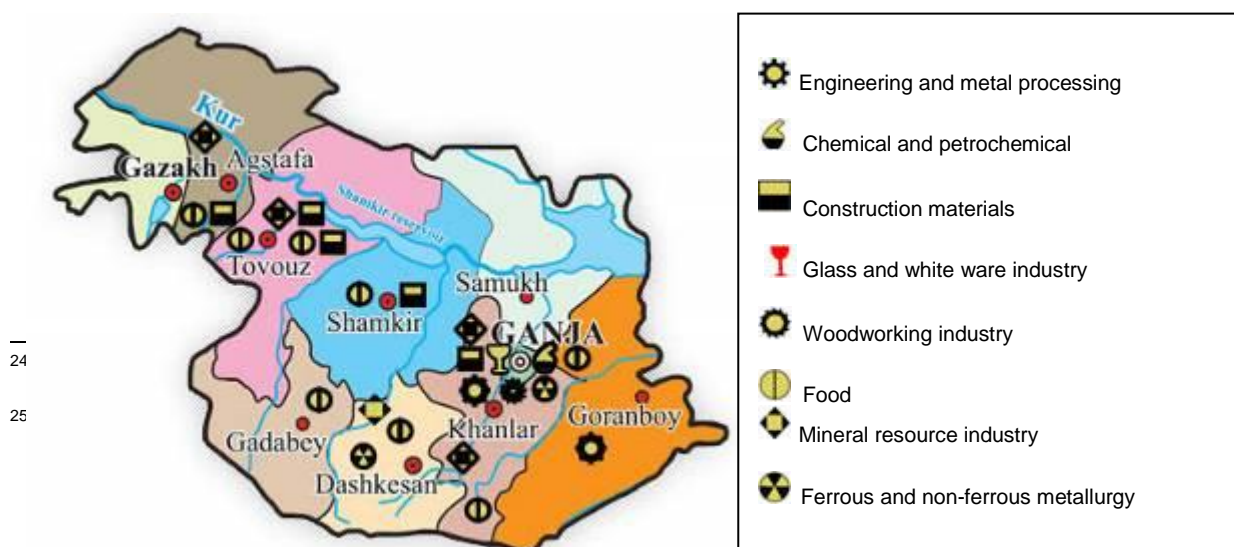 Kur
Gazakh
Agstafa
Shamkir reservoir
Tovouz
Samukh
Shamkir
GANJA
Gadabey
Khanlar
Goranboy
Dashkesan
24
25
Engineering and metal processing
Chemical and petrochemical
Construction materials
Glass and white ware industry
Woodworking industry
Food
Mineral resource industry
Ferrous and non-ferrous metallurgy